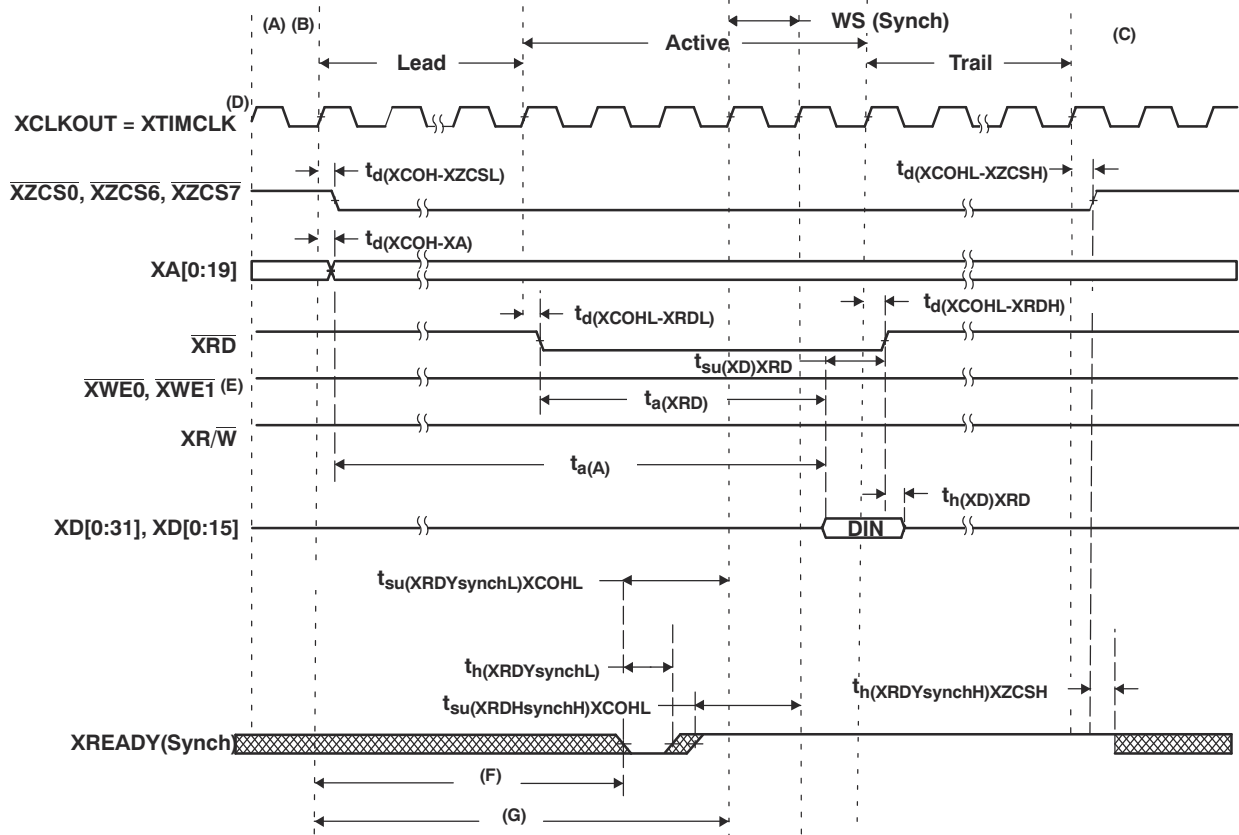 (A) (B)
WS (Synch)
Active
(C)
Lead
Trail
(D)
XCLKOUT = XTIMCLK
td(XCOH-XZCSL)
td(XCOHL-XZCSH)
XZCS0, XZCS6, XZCS7
td(XCOH-XA)
XA[0:19]
td(XCOHL-XRDL)
td(XCOHL-XRDH)
XRD
tsu(XD)XRD
XWE0, XWE1 (E)
ta(XRD)
XR/W
ta(A)
th(XD)XRD
XD[0:31], XD[0:15]
DIN
tsu(XRDYsynchL)XCOHL
th(XRDYsynchL)
th(XRDYsynchH)XZCSH
tsu(XRDHsynchH)XCOHL
XREADY(Synch)
(F)
(G)